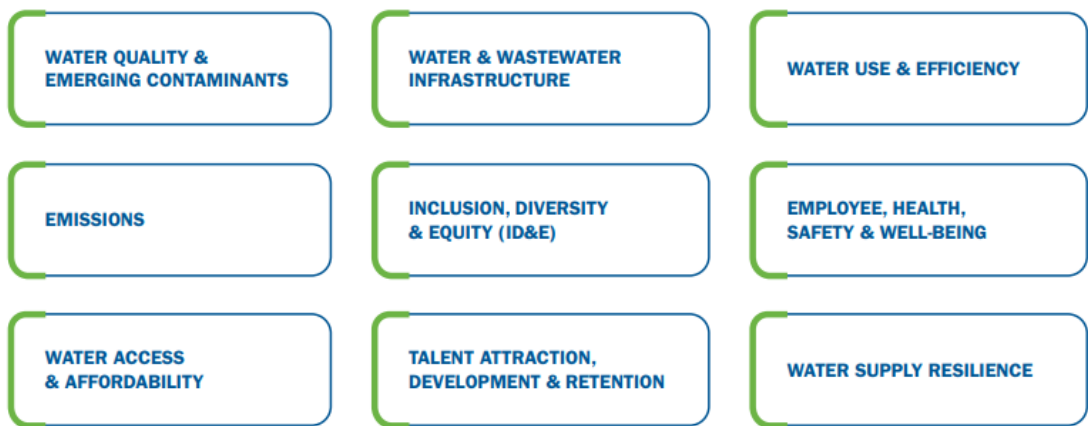 WATER QUALITY &
EMERGING CONTAMINANTS
WATER & WASTEWATER
INFRASTRUCTURE
WATER USE & EFFICIENCY
EMISSIONS
INCLUSION, DIVERSITY
& EQUITY (ID&E)
EMPLOYEE, HEALTH,
SAFETY & WELL-BEING
WATER ACCESS
& AFFORDABILITY
TALENT ATTRACTION,
DEVELOPMENT & RETENTION
WATER SUPPLY RESILIENCE